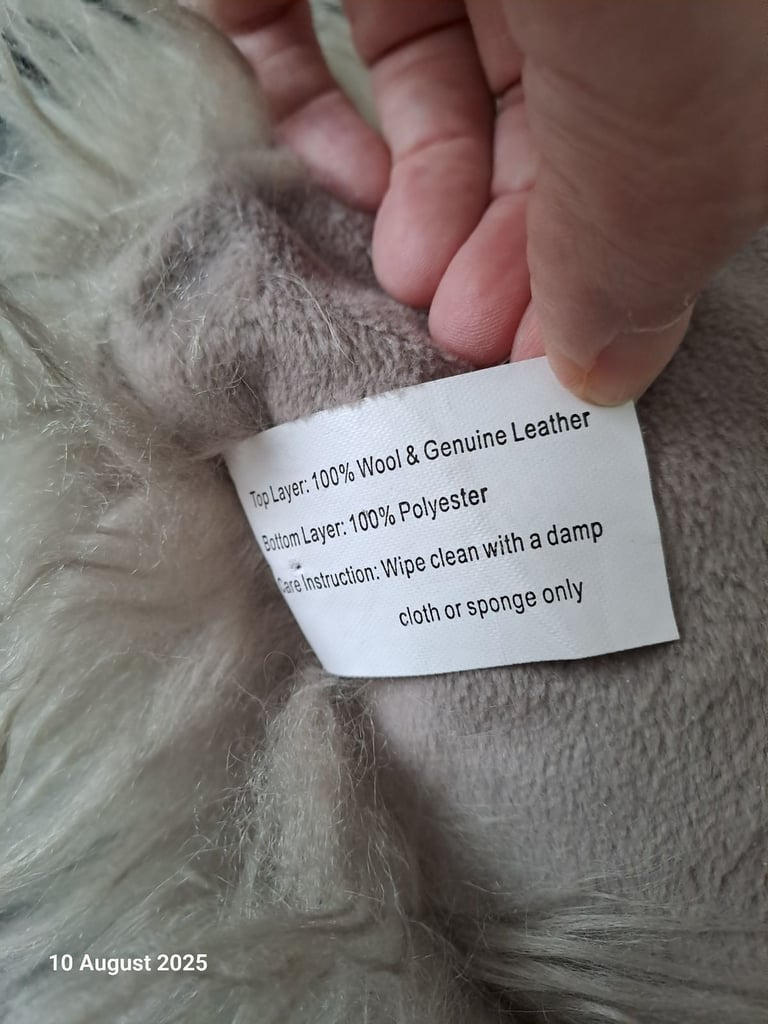 Top Layer: 100% Wool & Genuine Leather
Bottom Layer: 100% Polyester
Care Instruction: Wipe clean with a damp
cloth or sponge only
10 August 2025